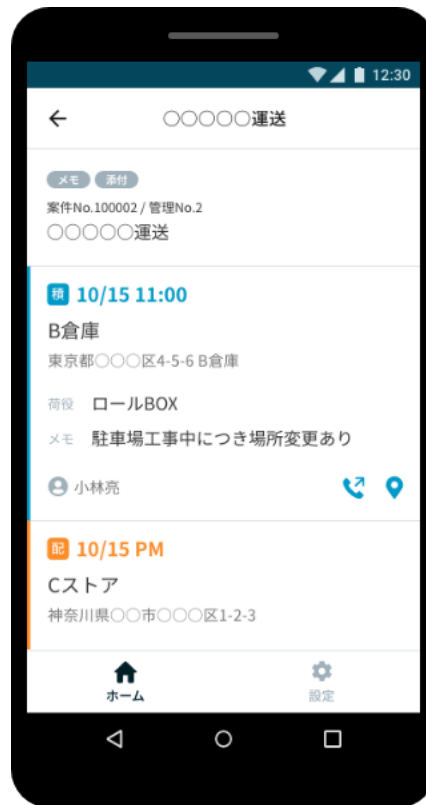 12:30
○○○○○運送
メモ 添付
案件No.100002 / 管理No.2
○○○○○運送
積 10/15 11:00
B倉庫
東京都○○○区4-5-6 B倉庫
荷役 ロールBOX
メモ 駐車場工事中につき場所変更あり
小林亮
配 10/15 PM
Cストア
神奈川県○○市○○○区1-2-3
ホーム 設定